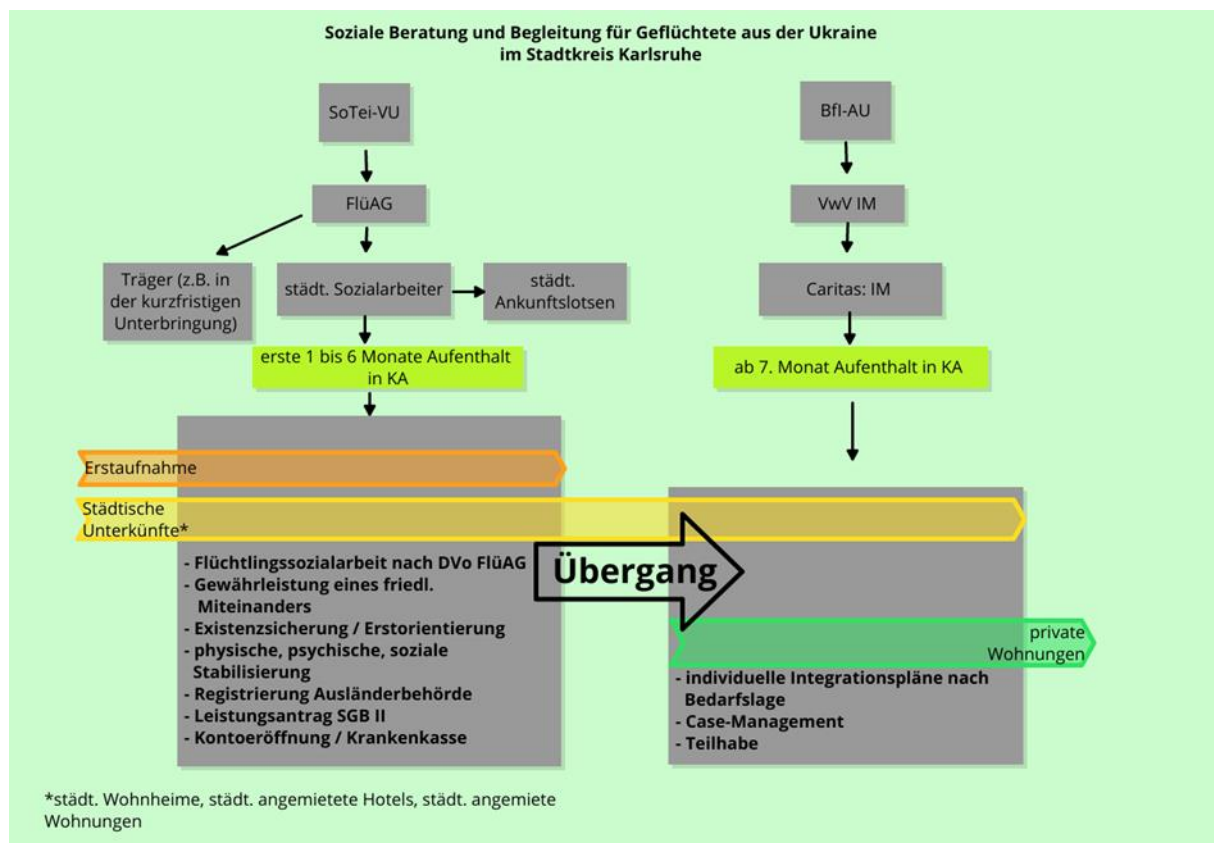 Soziale Beratung und Begleitung für Geflüchtete aus der Ukraine
im Stadtkreis Karlsruhe
SoTei-VU
BfI-AU
FlüAG
VwV IM
Träger (z.B. in
der kurzfristigen
Unterbringung)
städt. Sozialarbeiter
städt.
Ankunftslotsen
Caritas: IM
erste 1 bis 6 Monate Aufenthalt
in KA
ab 7. Monat Aufenthalt in KA
Erstaufnahme
Städtische
Unterkünfte*
- Flüchtlingssozialarbeit nach DVo FlüAG
- Gewährleistung eines friedl.
Miteinanders
- Existenzsicherung / Erstorientierung
- physische, psychische, soziale
Stabilisierung
- Registrierung Ausländerbehörde
- Leistungsantrag SGB II
- Kontoeröffnung / Krankenkasse
Übergang
private
Wohnungen
- individuelle Integrationspläne nach
Bedarfslage
- Case-Management
- Teilhabe
*städt. Wohnheime, städt. angemietete Hotels, städt. angemiete
Wohnungen